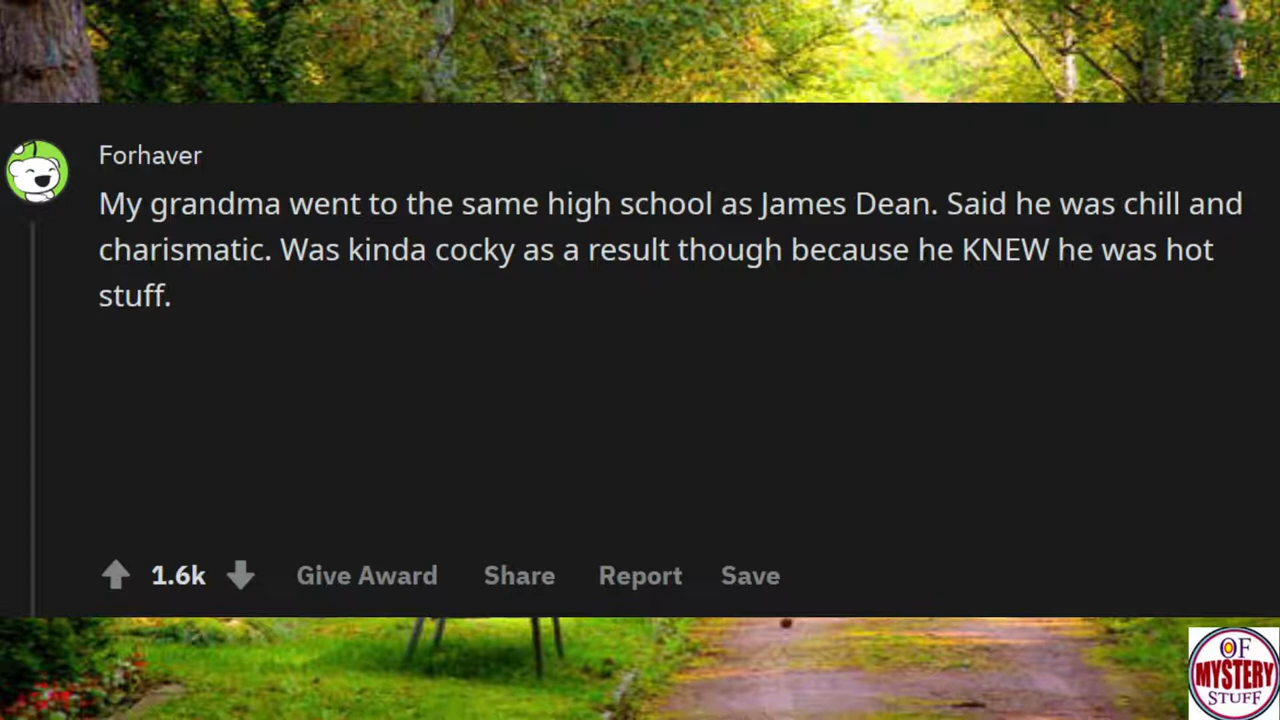 Forhaver
My grandma went to the same high school as James Dean. Said he was chill and
charismatic. Was kinda cocky as a result though because he KNEW he was hot
stuff.
1.6k Give Award Share Report Save
OF
MYSTERY
STUFF